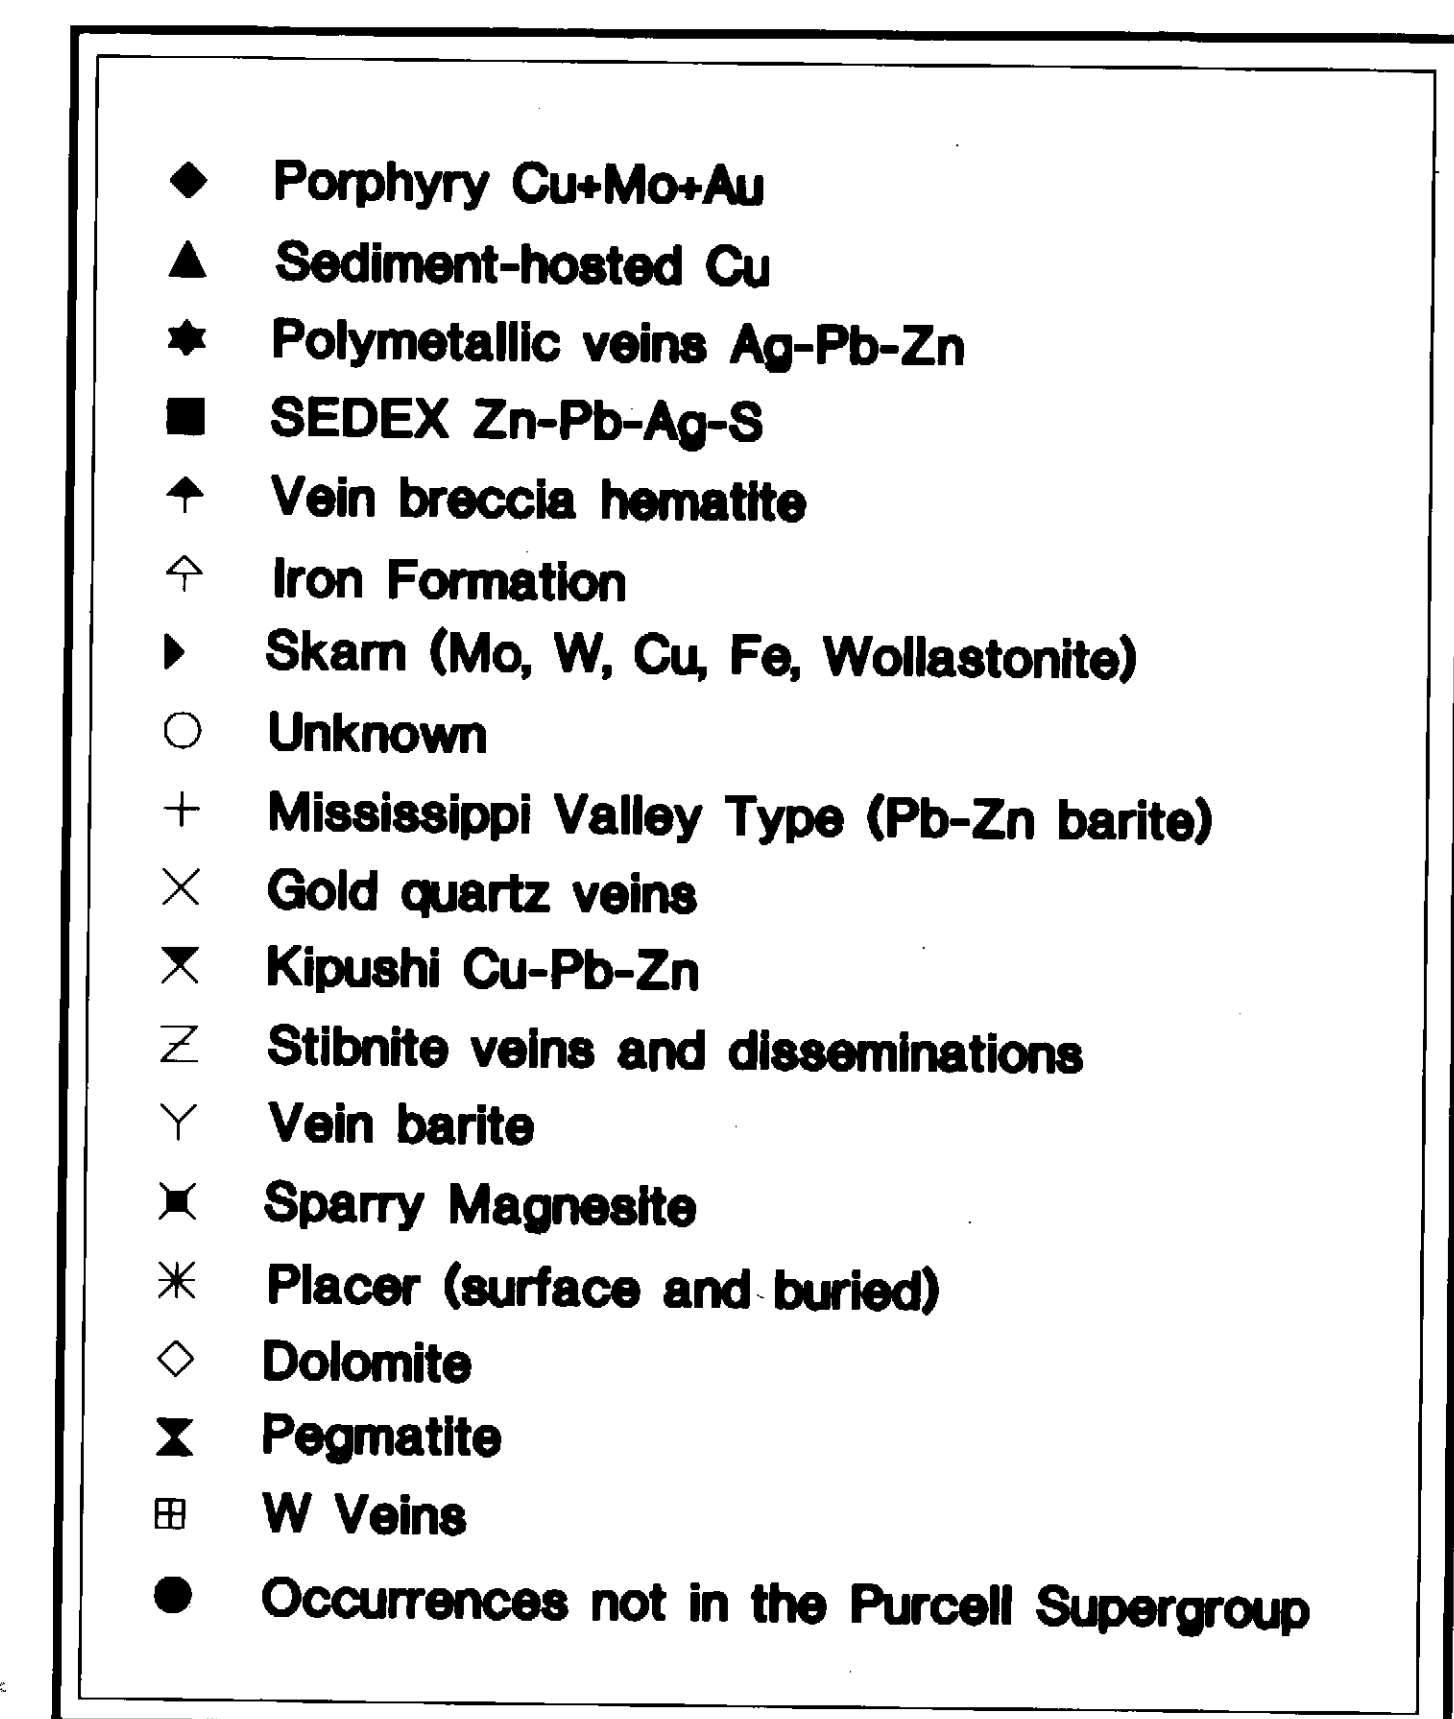 Porphyry Cu+Mo+Au
Sediment-hosted Cu
Polymetallic veins Ag-Pb-Zn
SEDEX Zn-Pb-Ag-S
Vein breccia hematite
Iron Formation
Skarn (Mo, W, Cu, Fe, Wollastonite)
Unknown
Mississippi Valley Type (Pb-Zn barite)
Gold quartz veins
Kipushi Cu-Pb-Zn
Stibnite veins and disseminations
Vein barite
Sparry Magnesite
Placer (surface and buried)
Dolomite
Pegmatite
W Veins
Occurrences not in the Purcell Supergroup